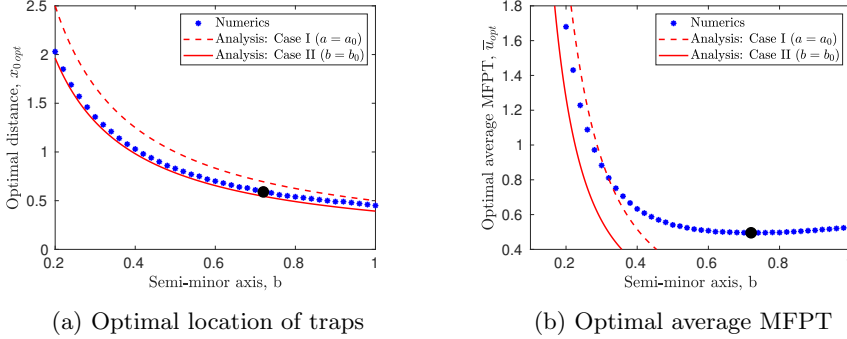 2.5
2
1.5
1
0.5
0
0.2
0.4
0.6
0.8
1
Optimal distance, x₀ ₒₚₜ
Semi-minor axis, b
Numerics
Analysis: Case I (a = a₀)
Analysis: Case II (b = b₀)
(a) Optimal location of traps
1.8
1.6
1.4
1.2
1
0.8
0.6
0.4
0.2
0.4
0.6
0.8
Optimal average MFPT, u̅ₒₚₜ
Semi-minor axis, b
Numerics
Analysis: Case I (a = a₀)
Analysis: Case II (b = b₀)
(b) Optimal average MFPT